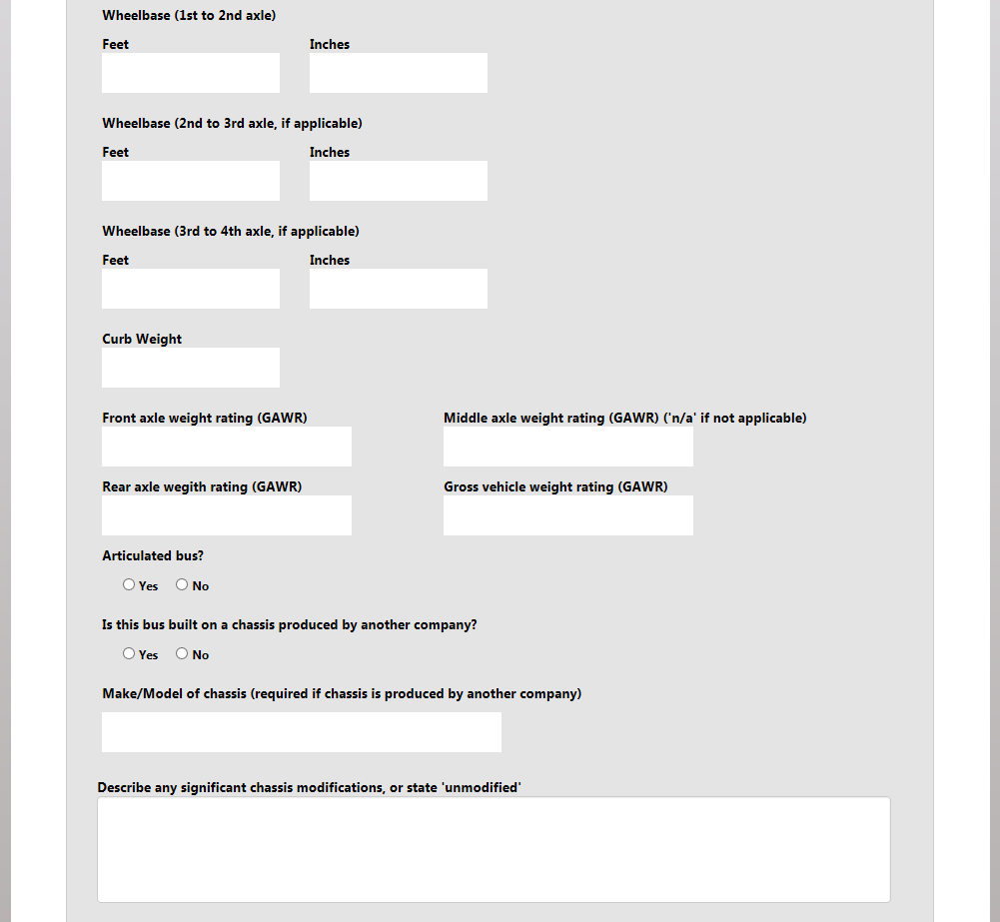 Wheelbase (1st to 2nd axle)
Feet Inches
Wheelbase (2nd to 3rd axle, if applicable)
Feet Inches
Wheelbase (3rd to 4th axle, if applicable)
Feet Inches
Curb Weight
Front axle weight rating (GAWR) Middle axle weight rating (GAWR) ('n/a' if not applicable)
Rear axle wegith rating (GAWR) Gross vehicle weight rating (GAWR)
Articulated bus?
Yes No
Is this bus built on a chassis produced by another company?
Yes No
Make/Model of chassis (required if chassis is produced by another company)
Describe any significant chassis modifications, or state 'unmodified'